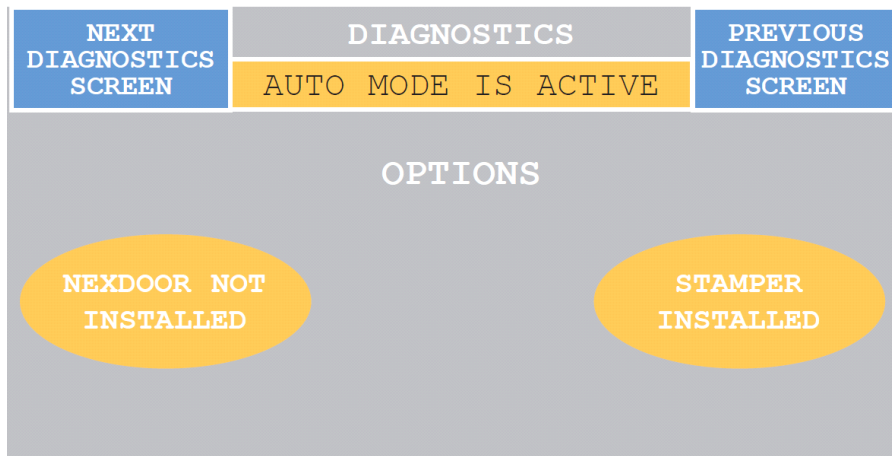 NEXT
DIAGNOSTICS
SCREEN
DIAGNOSTICS
AUTO MODE IS ACTIVE
PREVIOUS
DIAGNOSTICS
SCREEN
OPTIONS
NEXDOOR NOT
INSTALLED
STAMPER
INSTALLED